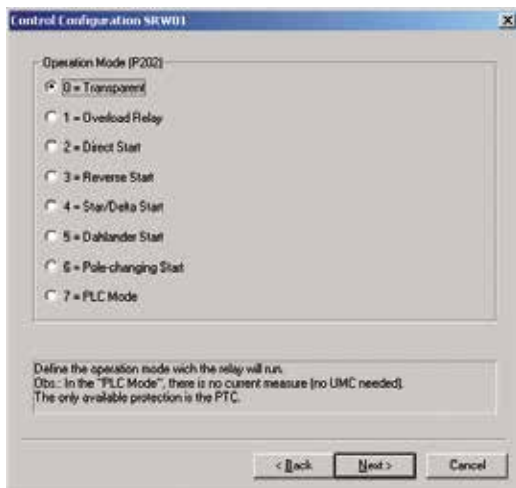 Control Configuration SRW01
Operation Mode (P202)
0 = Transparent
1 = Overload Relay
2 = Direct Start
3 = Reverse Start
4 = Star/Delta Start
5 = Dahlander Start
6 = Pole-changing Start
7 = PLC Mode
Define the operation mode wich the relay will run.
Obs.: In the "PLC Mode", there is no current measure (no UMC needed).
The only available protection is the PTC.
< Back Next > Cancel